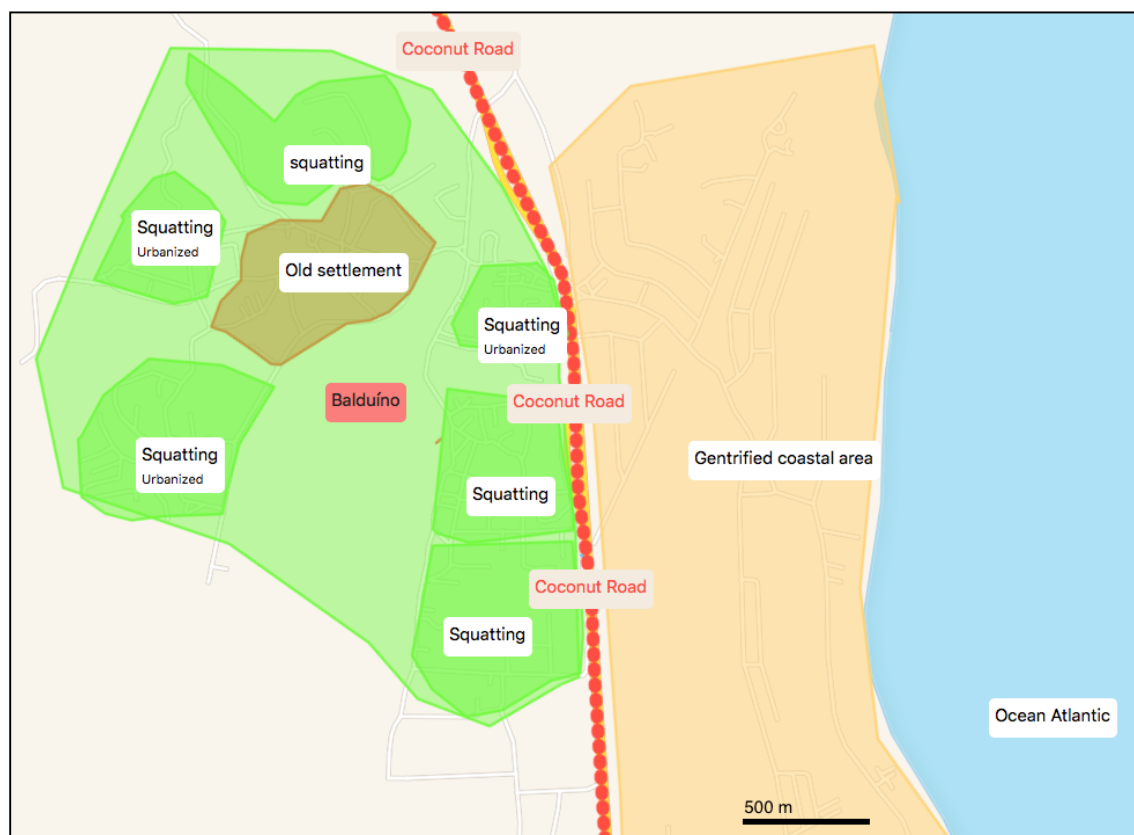 Coconut Road
squatting
Squatting
Urbanized
Old settlement
Squatting
Urbanized
Balduíno
Coconut Road
Squatting
Urbanized
Gentrified coastal area
Squatting
Coconut Road
Squatting
Ocean Atlantic
500 m